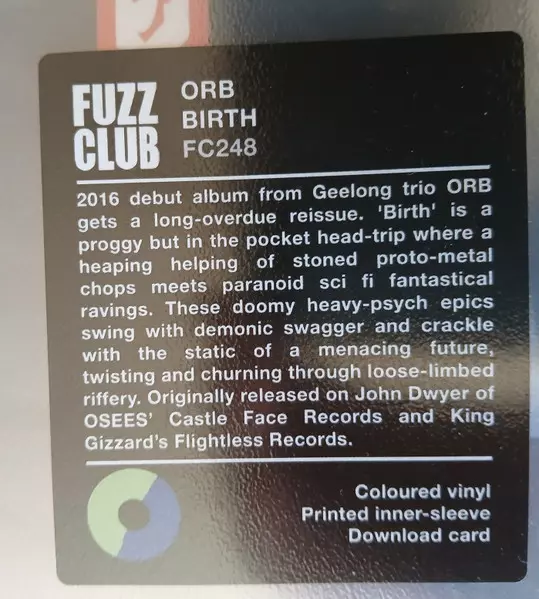 FUZZ
CLUB
ORB
BIRTH
FC248
2016 debut album from Geelong trio ORB
gets a long-overdue reissue. 'Birth' is a
proggy but in the pocket head-trip where a
heaping helping of stoned proto-metal
chops meets paranoid sci fi fantastical
ravings. These doomy heavy-psych epics
swing with demonic swagger and crackle
with the static of a menacing future,
twisting and churning through loose-limbed
riffery. Originally released on John Dwyer of
OSEES' Castle Face Records and King
Gizzard's Flightless Records.
Coloured vinyl
Printed inner-sleeve
Download card